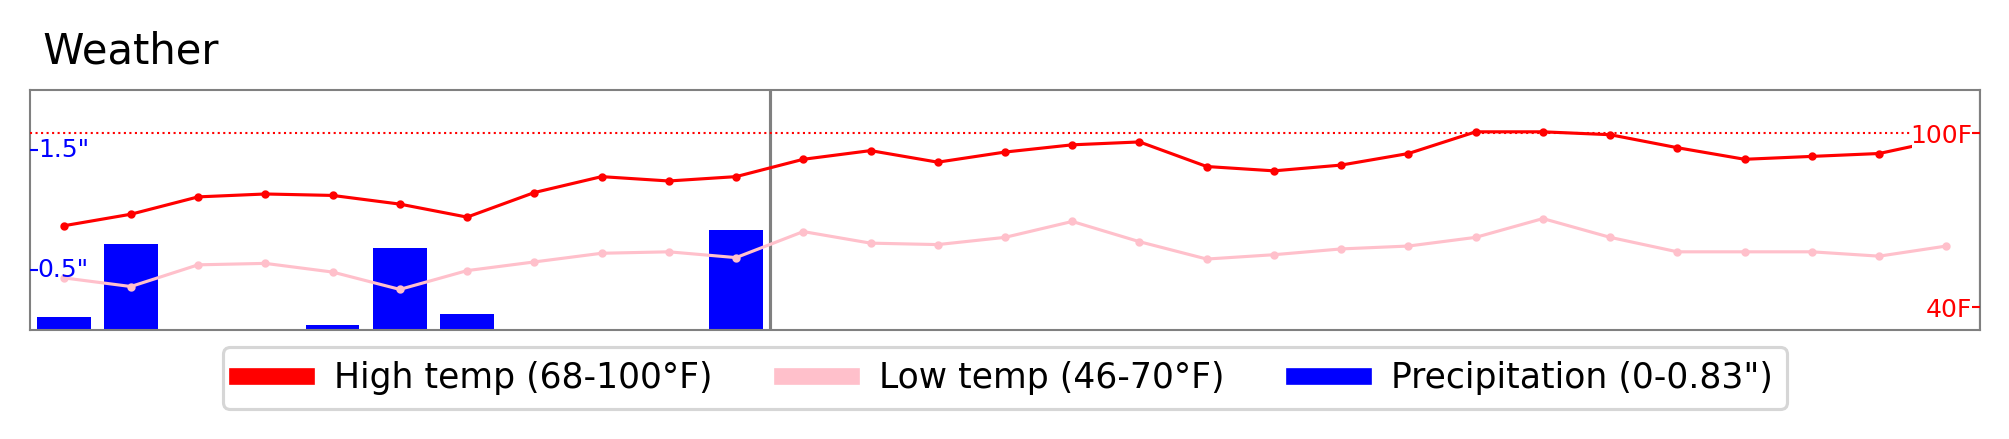 Weather
1.5"
100F
0.5"
40F
High temp (68-100°F) Low temp (46-70°F) Precipitation (0-0.83")